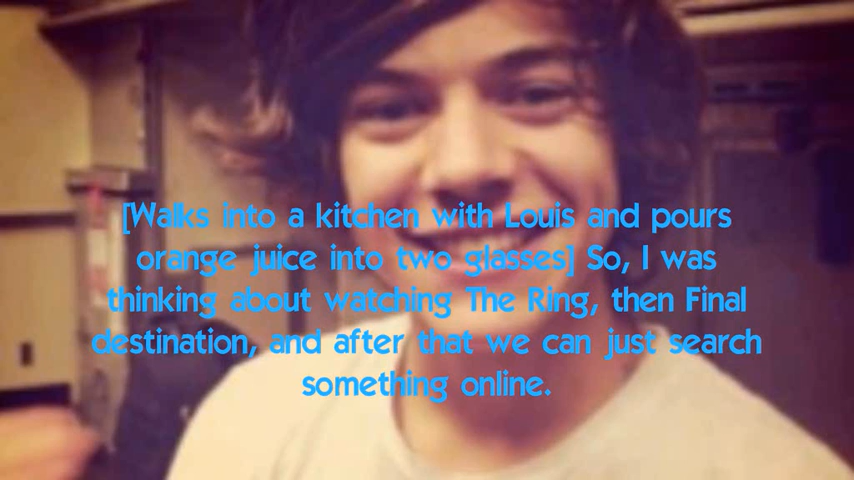 [Walks into a kitchen with Louis and pours
orange juice into two glasses] So, I was
thinking about watching The Ring, then Final
destination, and after that we can just search
something online.